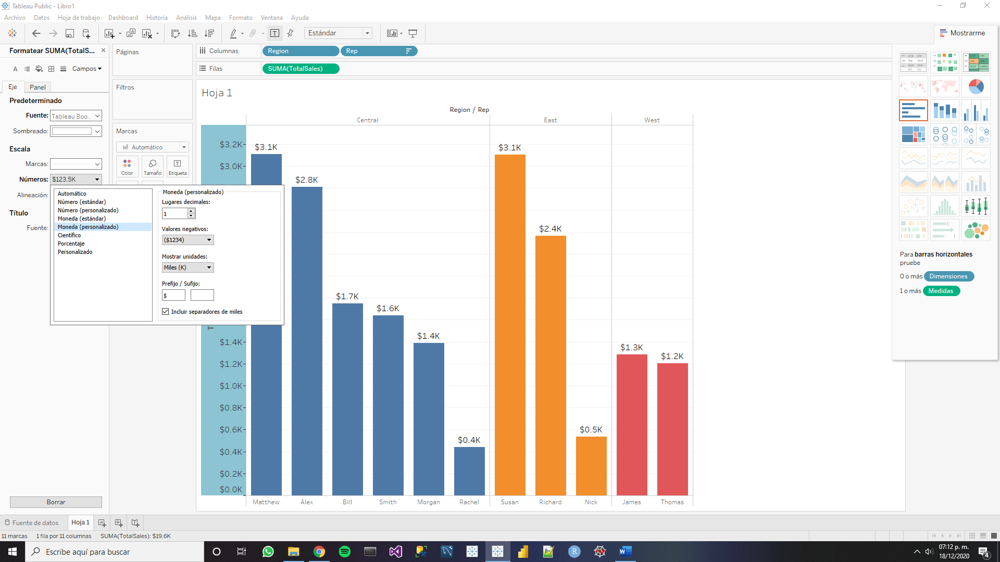 Tableau Public - Libro1
Archivo Datos Hoja de trabajo Dashboard Historia Análisis Mapa Formato Ventana Ayuda
Estándar
Mostrarme
Formatear SUMA(TotalS...
Campos
Eje Panel
Predeterminado
Fuente: Tableau Boo..
Sombreado:
Escala
Marcas:
Números: $123.5K
Alineación:
Título
Fuente:
Automático
Número (estándar)
Número (personalizado)
Moneda (estándar)
Moneda (personalizado)
Científico
Porcentaje
Personalizado
Moneda (personalizado)
Lugares decimales:
1
Valores negativos:
($1234)
Mostrar unidades:
Miles (K)
Prefijo / Sufijo:
$
Incluir separadores de miles
Borrar
Páginas
Filtros
Marcas
Automático
Color Tamaño Etiqueta
Columnas Region Rep
Filas SUMA(TotalSales)
Hoja 1
Region / Rep
Central East West
$3.2K
$3.0K
$1.4K
$1.2K
$1.0K
$0.8K
$0.6K
$0.4K
$0.2K
$0.0K
$3.1K
$2.8K
$1.7K
$1.6K
$1.4K
$0.4K
$3.1K
$2.4K
$0.5K
$1.3K
$1.2K
Matthew Alex Bill Smith Morgan Rachel Susan Richard Nick James Thomas
Para barras horizontales
pruebe
0 o más Dimensiones
1 o más Medidas
Fuente de datos Hoja 1
11 marcas 1 fila por 11 columnas SUMA(TotalSales): $19.6K
Escribe aquí para buscar
07:12 p. m.
18/12/2020
4